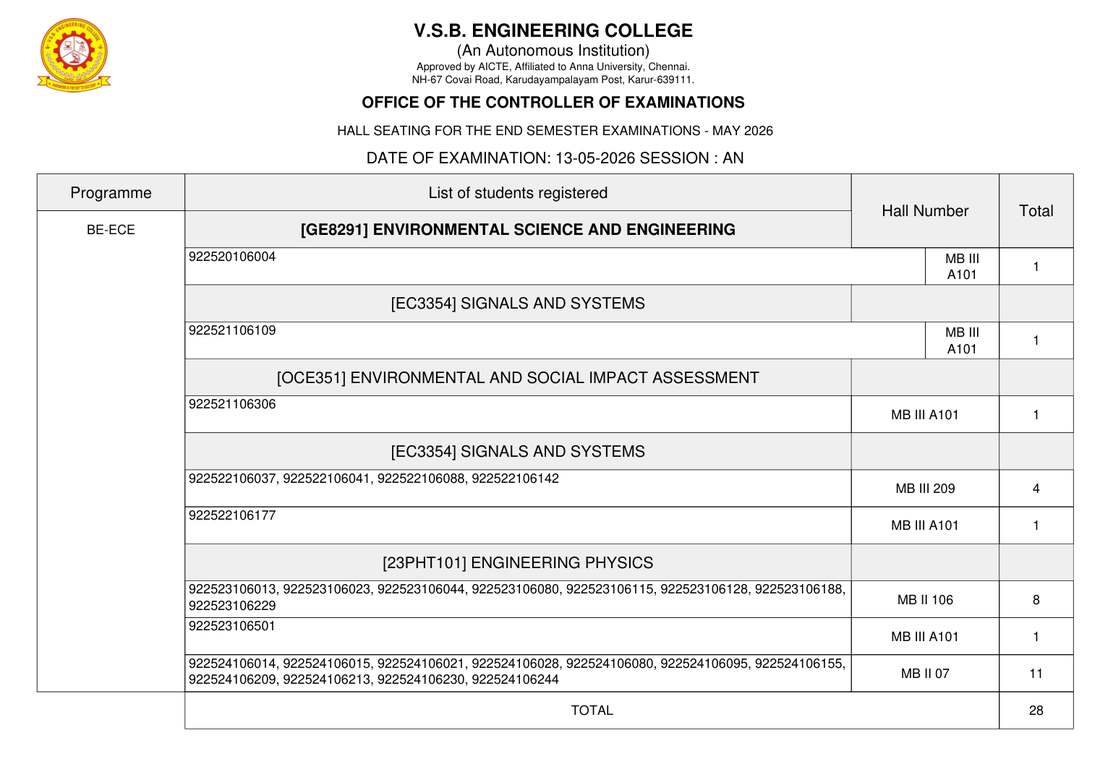 V.S.B. ENGINEERING COLLEGE
(An Autonomous Institution)
Approved by AICTE, Affiliated to Anna University, Chennai.
NH-67 Covai Road, Karudayampalayam Post, Karur-639111.
OFFICE OF THE CONTROLLER OF EXAMINATIONS
HALL SEATING FOR THE END SEMESTER EXAMINATIONS - MAY 2026
DATE OF EXAMINATION: 13-05-2026 SESSION : AN
Programme List of students registered Hall Number Total
BE-ECE [GE8291] ENVIRONMENTAL SCIENCE AND ENGINEERING
922520106004 MB III A101 1
[EC3354] SIGNALS AND SYSTEMS
922521106109 MB III A101 1
[OCE351] ENVIRONMENTAL AND SOCIAL IMPACT ASSESSMENT
922521106306 MB III A101 1
[EC3354] SIGNALS AND SYSTEMS
922522106037, 922522106041, 922522106088, 922522106142 MB III 209 4
922522106177 MB III A101 1
[23PHT101] ENGINEERING PHYSICS
922523106013, 922523106023, 922523106044, 922523106080, 922523106115, 922523106128, 922523106188,
922523106229 MB II 106 8
922523106501 MB III A101 1
922524106014, 922524106015, 922524106021, 922524106028, 922524106080, 922524106095, 922524106155,
922524106209, 922524106213, 922524106230, 922524106244 MB II 07 11
TOTAL 28